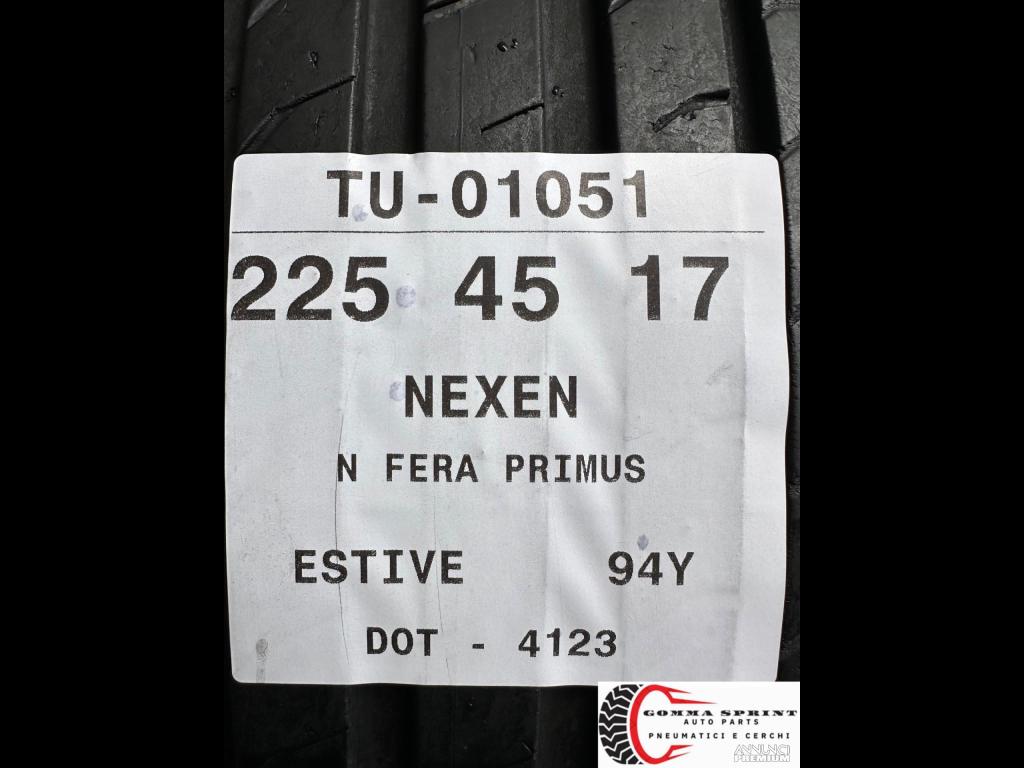 TU-01051
225 45 17
NEXEN
N FERA PRIMUS
ESTIVE 94Y
DOT - 4123
GOMMA SPRINT
AUTO PARTS
PNEUMATICI E CERCHI
ANNUNCI
PREMIUM